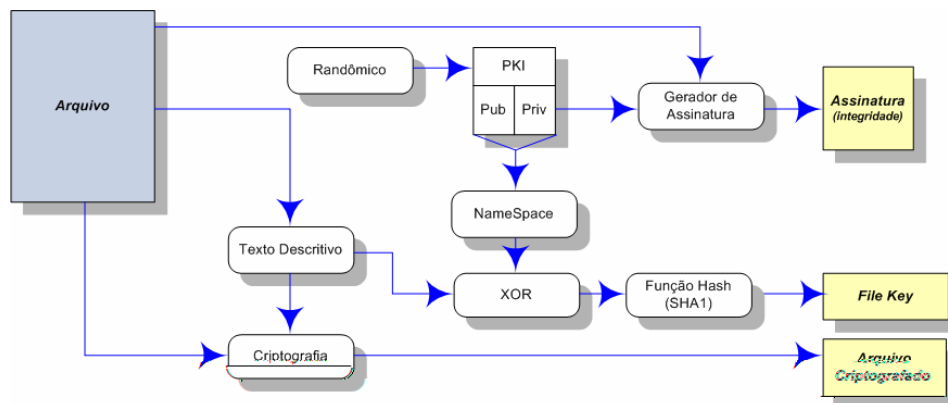 Arquivo
Randômico
PKI
Pub
Priv
Gerador de
Assinatura
Assinatura
(integridade)
NameSpace
Texto Descritivo
XOR
Função Hash
(SHA1)
File Key
Criptografia
Arquivo
Criptografado